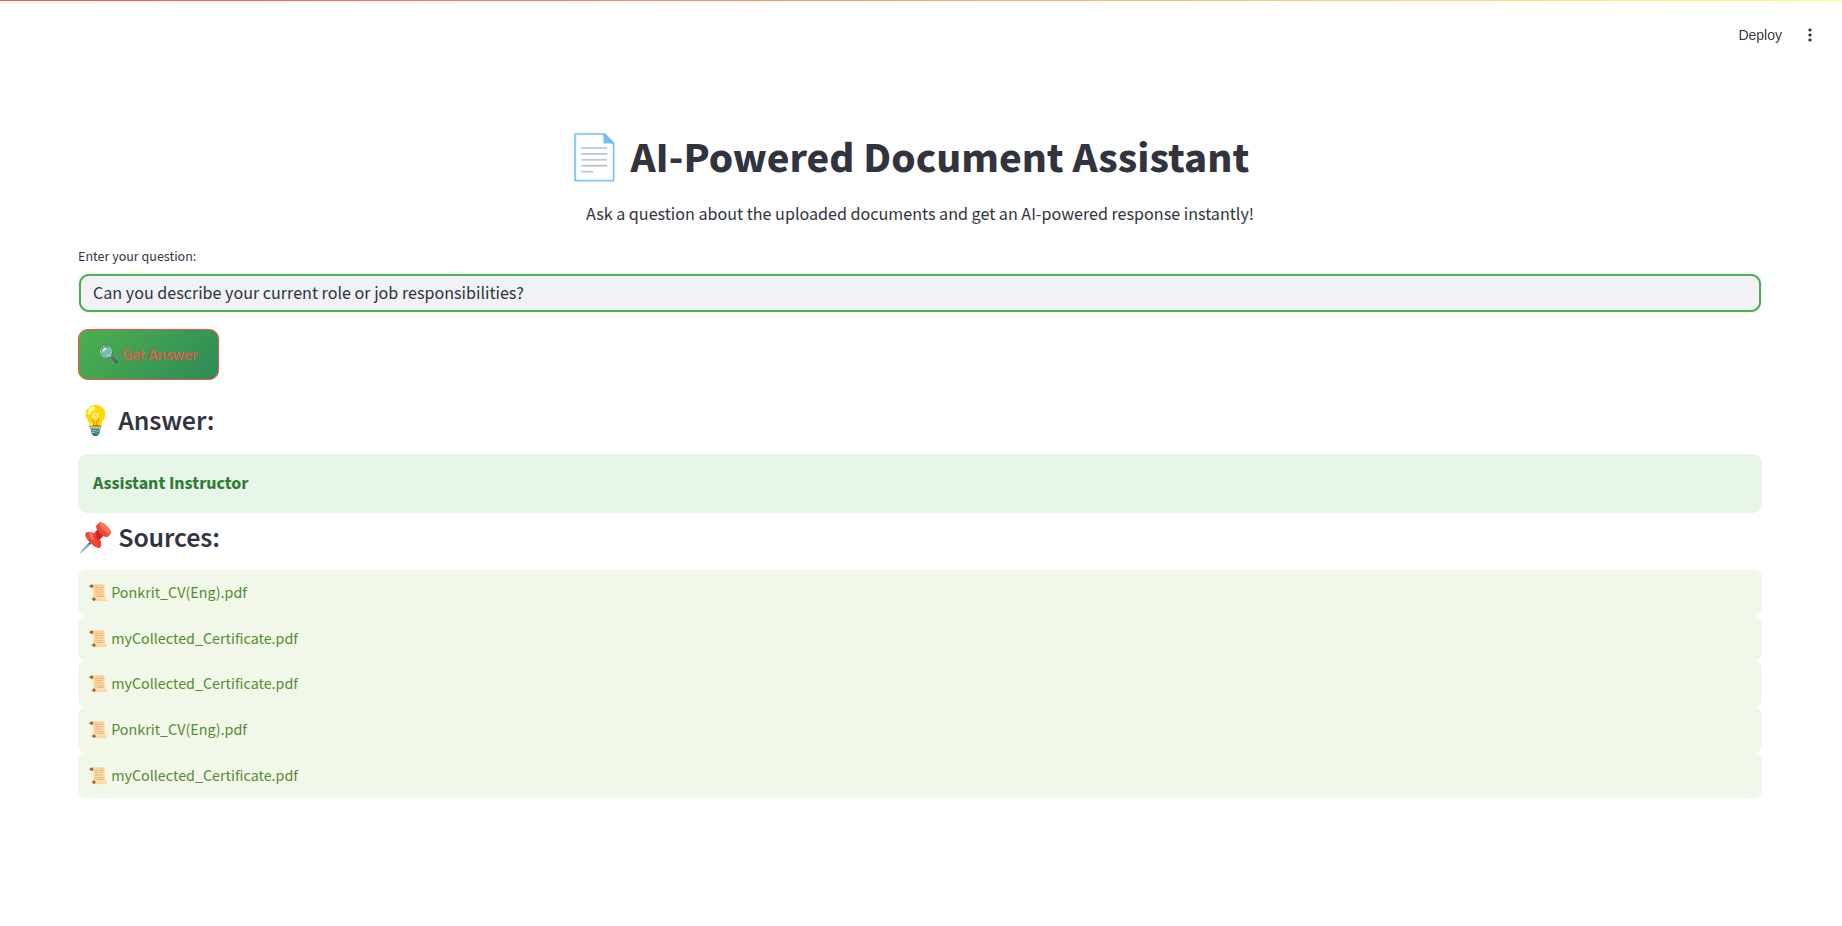 Deploy
AI-Powered Document Assistant
Ask a question about the uploaded documents and get an AI-powered response instantly!
Enter your question:
Can you describe your current role or job responsibilities?
Get Answer
Answer:
Assistant Instructor
Sources:
Ponkrit_CV(Eng).pdf
myCollected_Certificate.pdf
myCollected_Certificate.pdf
Ponkrit_CV(Eng).pdf
myCollected_Certificate.pdf